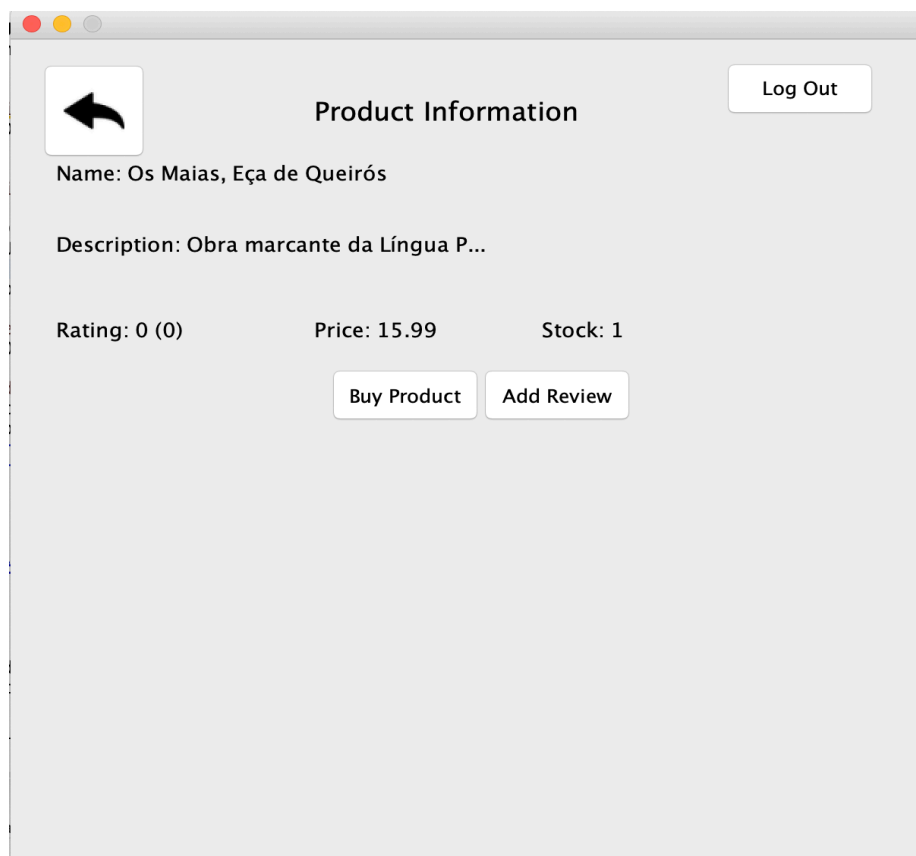 Log Out
Product Information
Name: Os Maias, Eça de Queirós
Description: Obra marcante da Língua P...
Rating: 0 (0) Price: 15.99 Stock: 1
Buy Product Add Review